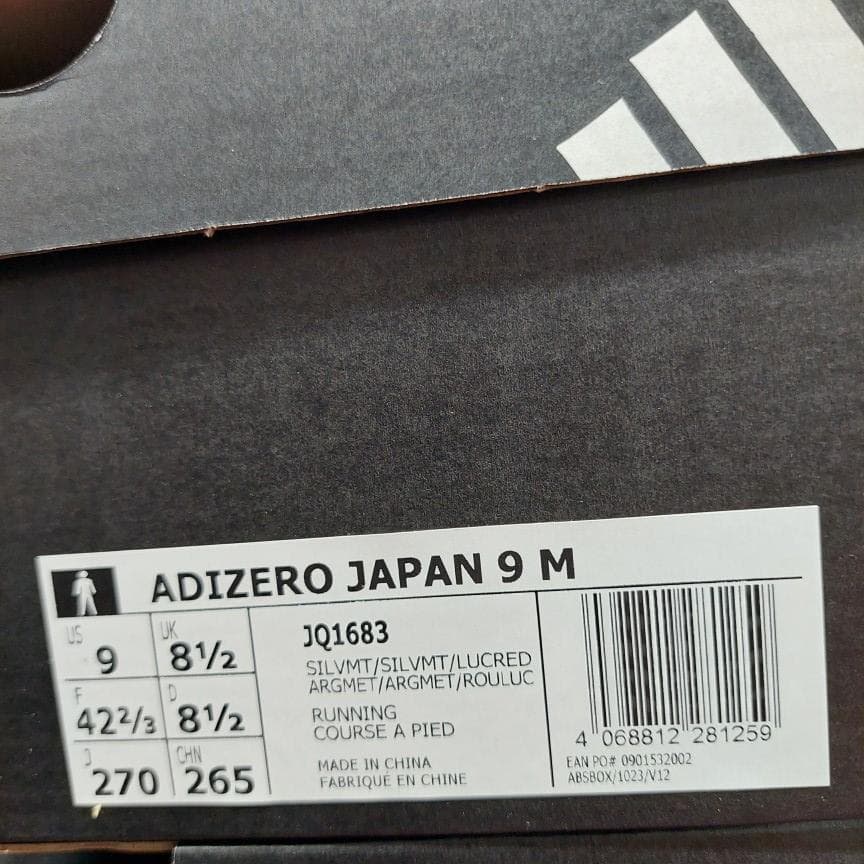 ADIZERO JAPAN 9 M
US
9
UK
8½
F
42⅔
D
8½
J
270
CHN
265
JQ1683
SILVMT/SILVMT/LUCRED
ARGMET/ARGMET/ROULUC
RUNNING
COURSE A PIED
MADE IN CHINA
FABRIQUÉ EN CHINE
4 068812 281259
EAN PO# 0901532002
ABSBOX/1023/V12